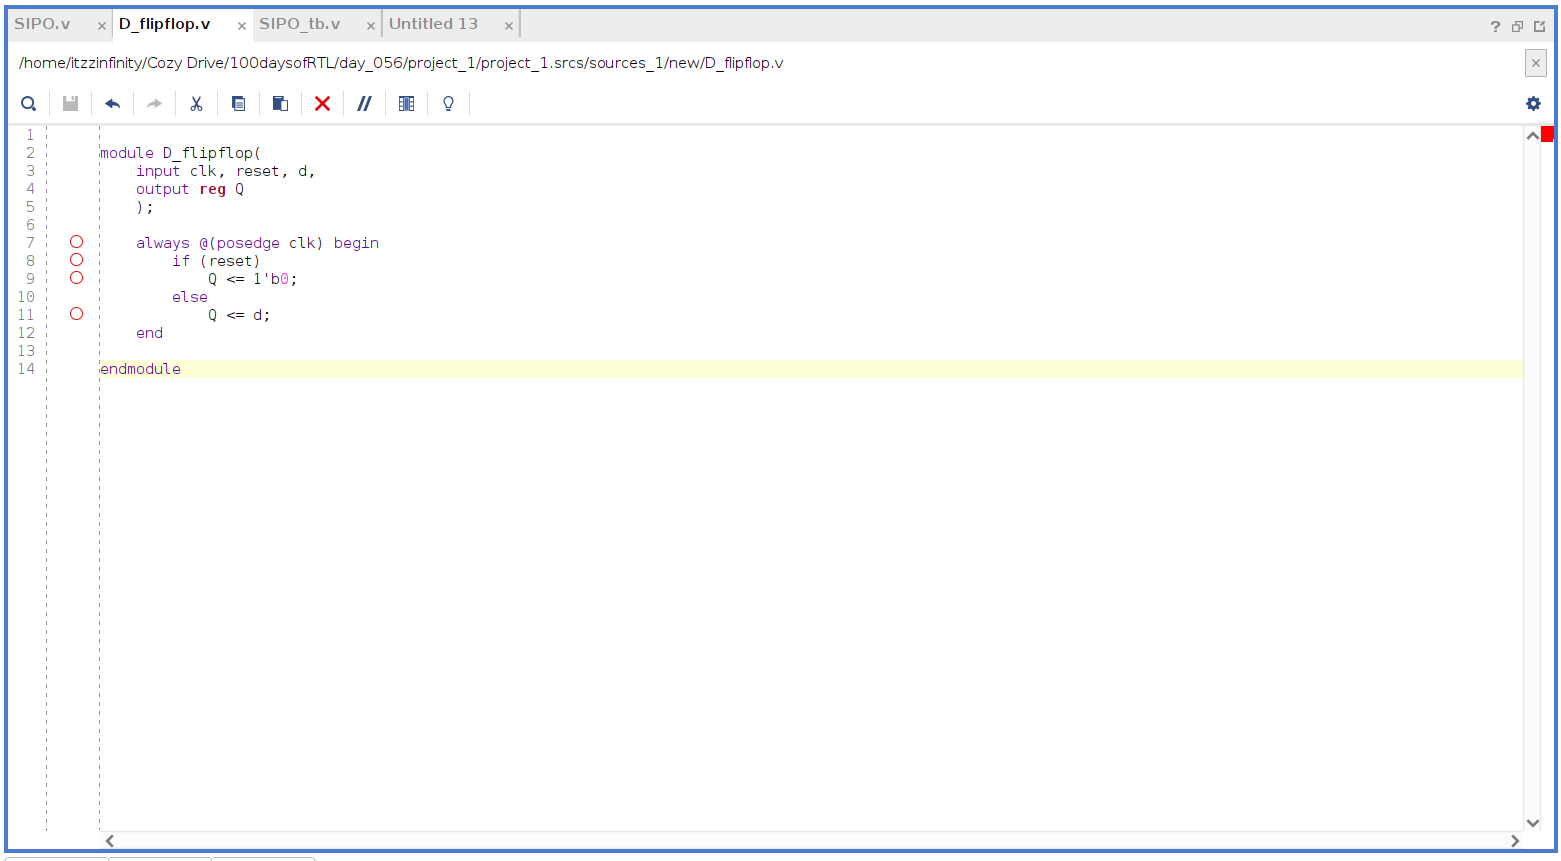 SIPO.v × D_flipflop.v × SIPO_tb.v × Untitled 13 × ?
/home/itzzinfinity/Cozy Drive/100daysofRTL/day_056/project_1/project_1.srcs/sources_1/new/D_flipflop.v ×
1
2 module D_flipflop(
3     input clk, reset, d,
4     output reg Q
5     );
6
7     always @(posedge clk) begin
8         if (reset)
9             Q <= 1'b0;
10         else
11             Q <= d;
12     end
13
14 endmodule